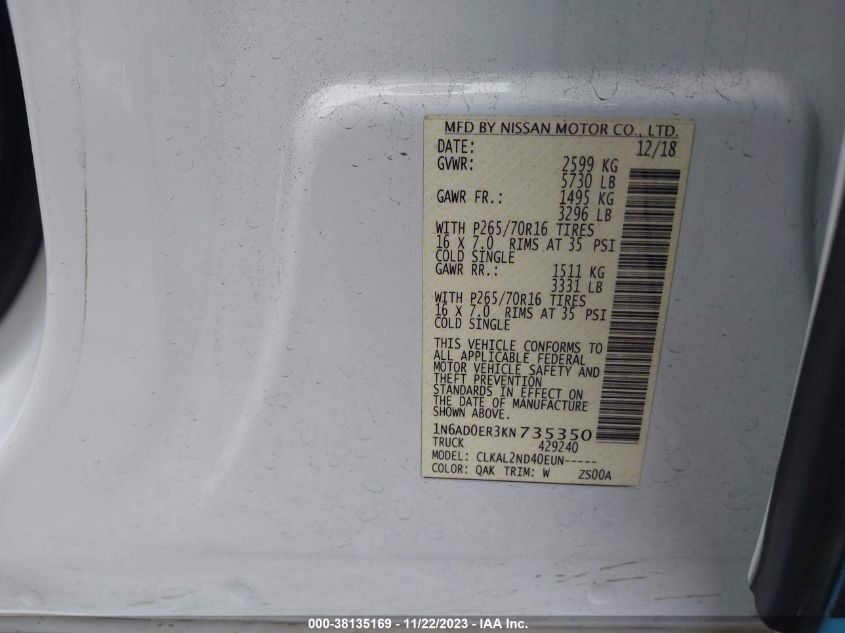 MFD BY NISSAN MOTOR CO., LTD.
DATE: 12/18
GVWR: 2599 KG
5730 LB
GAWR FR.: 1495 KG
3296 LB
WITH P265/70R16 TIRES
16 X 7.0 RIMS AT 35 PSI
COLD SINGLE
GAWR RR.: 1511 KG
3331 LB
WITH P265/70R16 TIRES
16 X 7.0 RIMS AT 35 PSI
COLD SINGLE
THIS VEHICLE CONFORMS TO
ALL APPLICABLE FEDERAL
MOTOR VEHICLE SAFETY AND
THEFT PREVENTION
STANDARDS IN EFFECT ON
THE DATE OF MANUFACTURE
SHOWN ABOVE.
1N6AD0ER3KN735350
TRUCK 429240
MODEL: CLKAL2ND40EUN-----
COLOR: QAK TRIM: W ZS00A
000-38135169 - 11/22/2023 - IAA Inc.